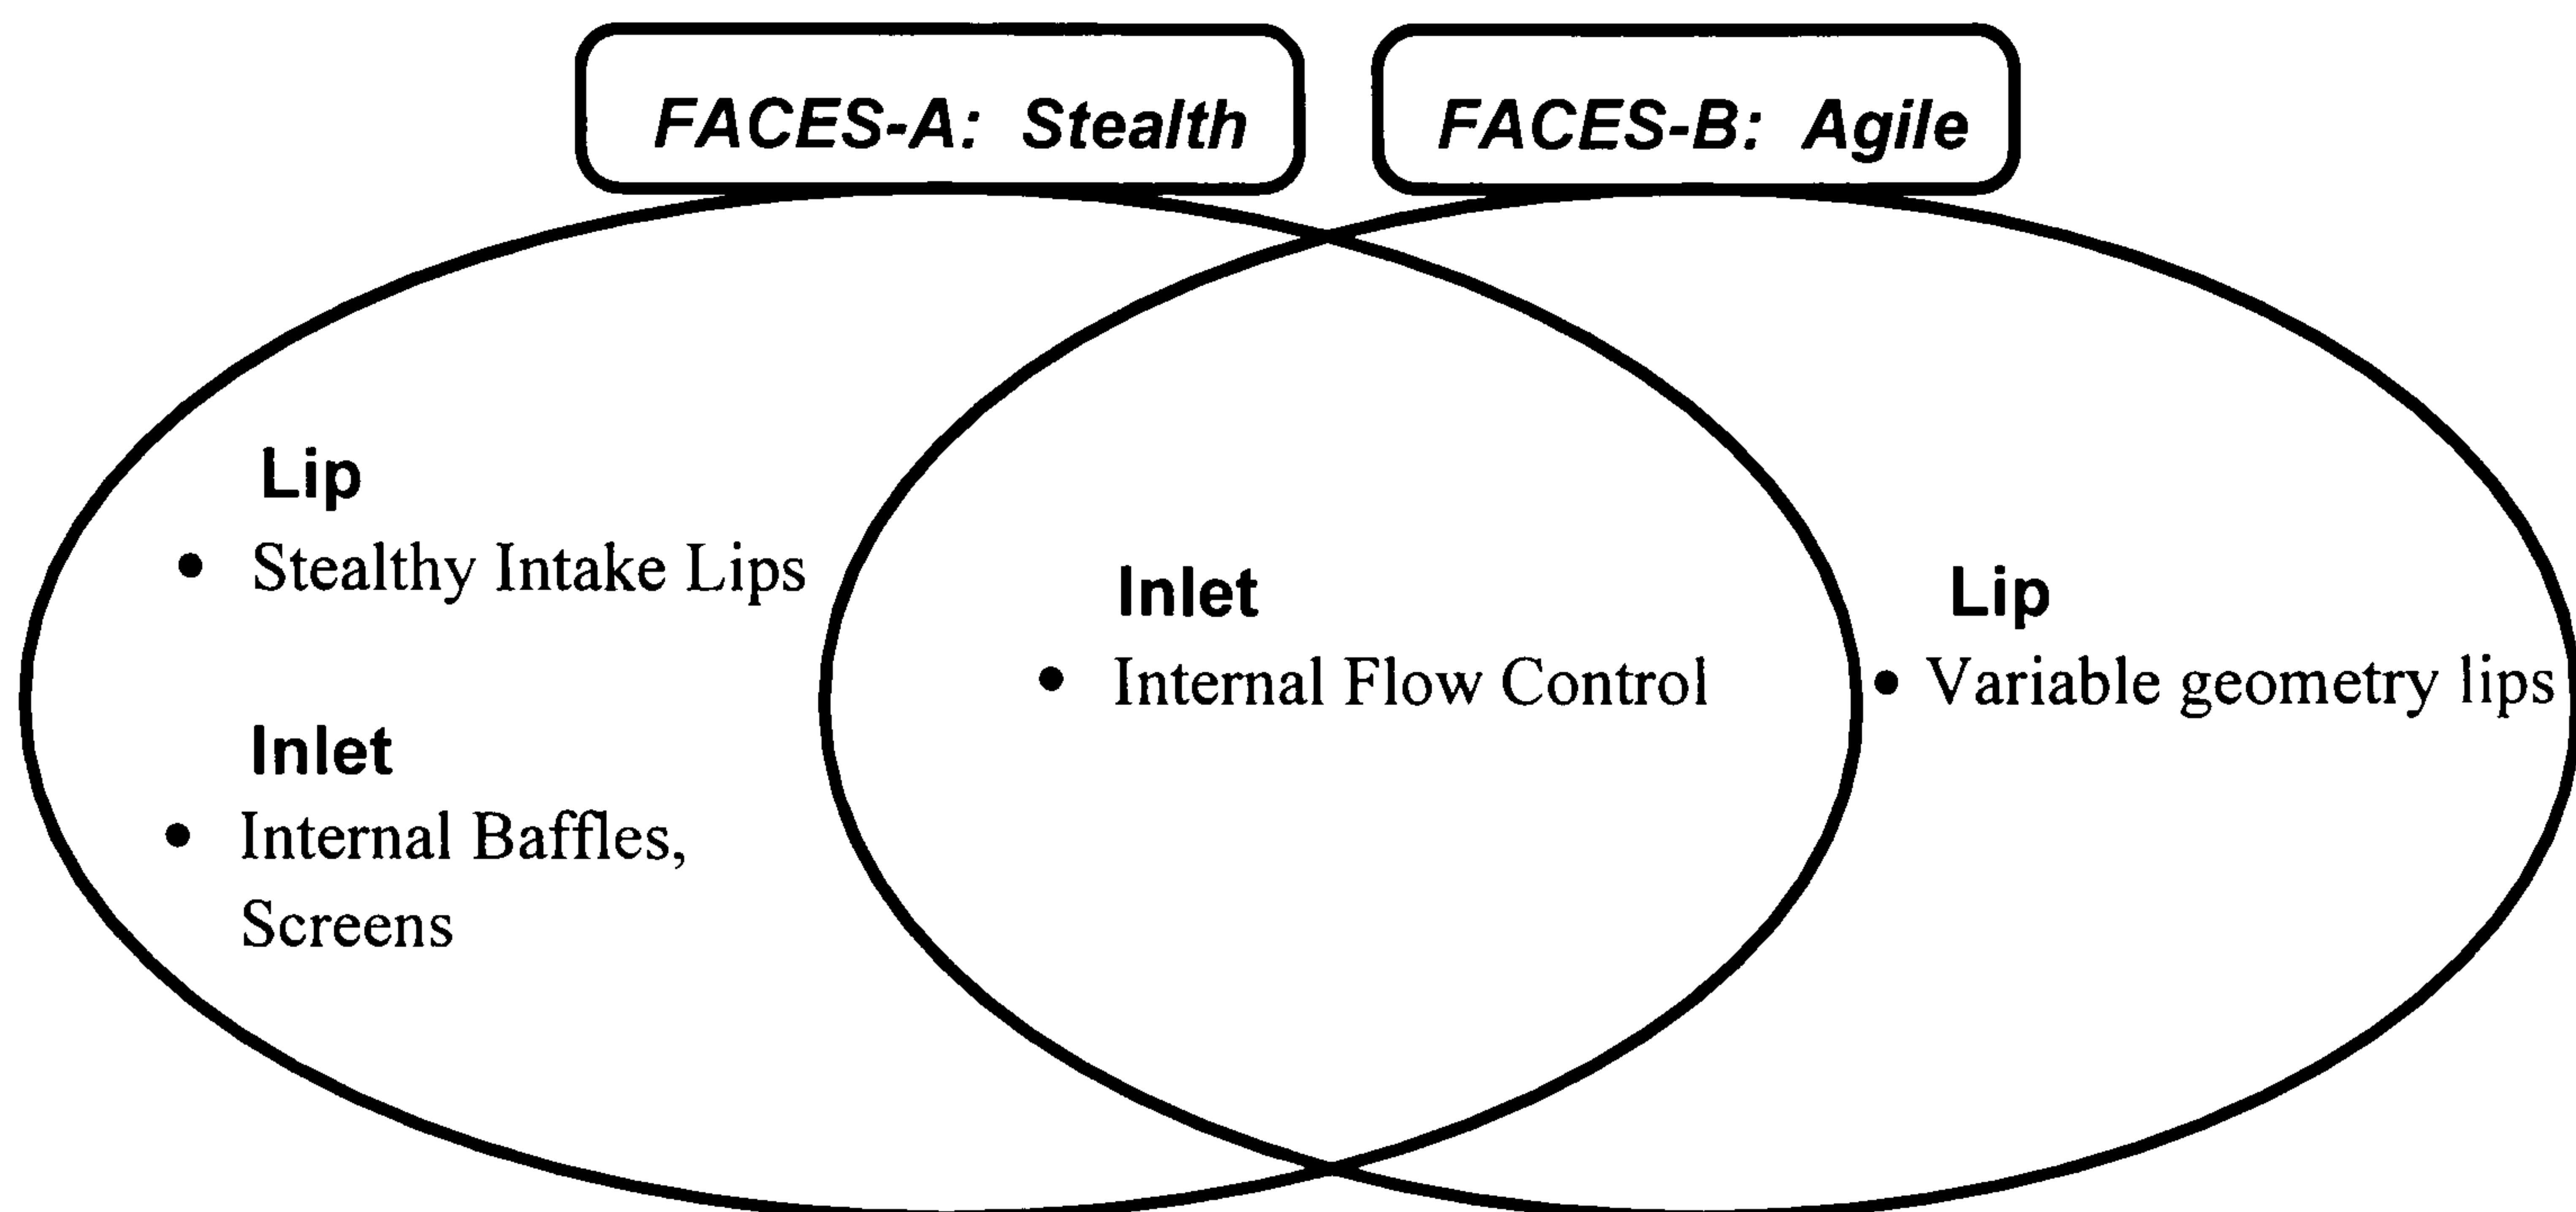 FACES-A: Stealth
FACES-B: Agile
Lip
• Stealthy Intake Lips
Inlet
• Internal Baffles,
Screens
Inlet
• Internal Flow Control
Lip
• Variable geometry lips